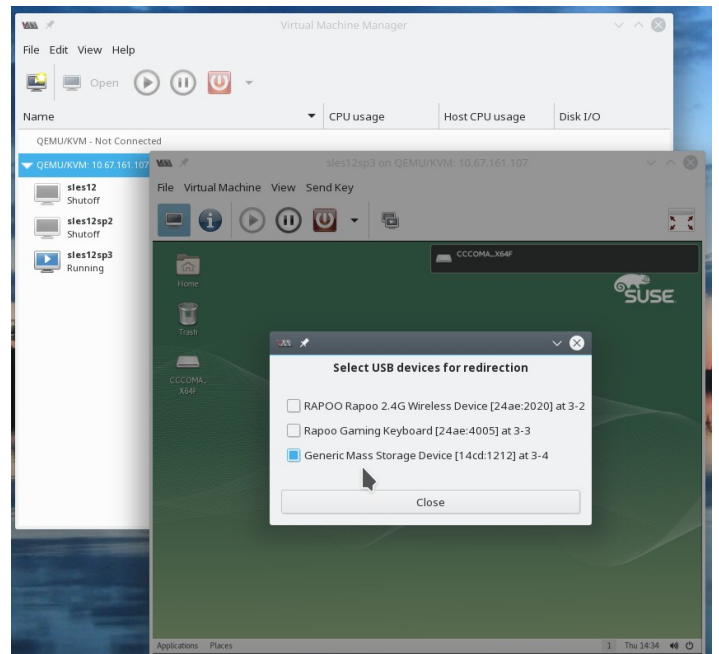 Virtual Machine Manager
File Edit View Help
Open
Name CPU usage Host CPU usage Disk I/O
QEMU/KVM - Not Connected
QEMU/KVM: 10.67.161.107
sles12
Shutoff
sles12sp2
Shutoff
sles12sp3
Running
sles12sp3 on QEMU/KVM: 10.67.161.107
File Virtual Machine View Send Key
CCCOMA_X64F
Home
SUSE
Trash
CCCOMA_
X64F
Select USB devices for redirection
RAPOO Rapoo 2.4G Wireless Device [24ae:2020] at 3-2
Rapoo Gaming Keyboard [24ae:4005] at 3-3
Generic Mass Storage Device [14cd:1212] at 3-4
Close
Applications Places 1 Thu 14:34